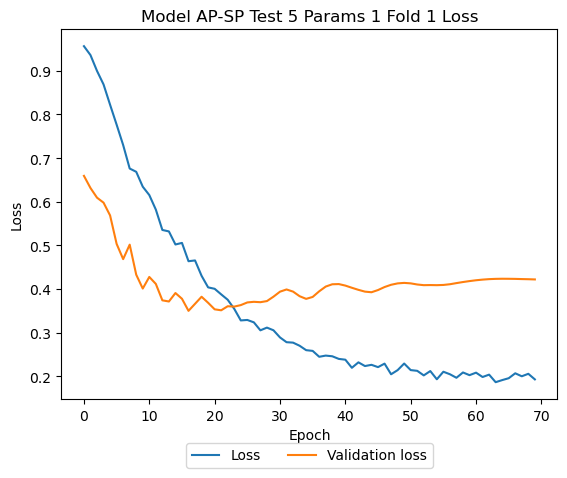 Model AP-SP Test 5 Params 1 Fold 1 Loss
Loss
0.9
0.8
0.7
0.6
0.5
0.4
0.3
0.2
0 10 20 30 40 50 60 70
Epoch
Loss Validation loss